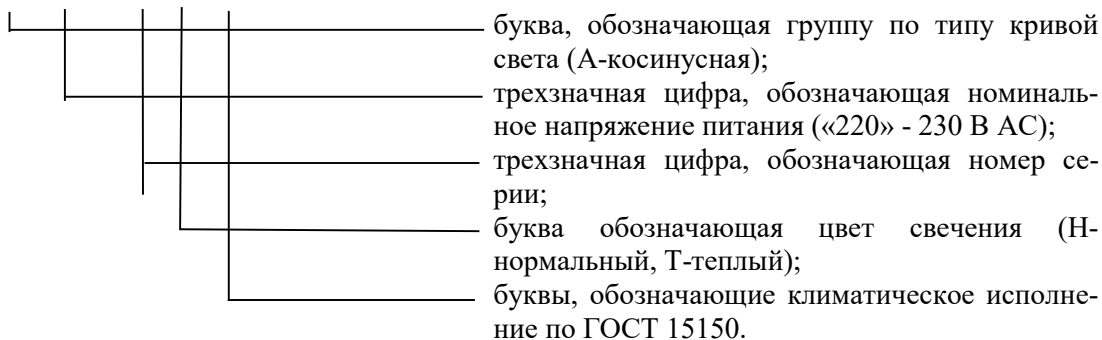 буква, обозначающая группу по типу кривой
света (А-косинусная);
трехзначная цифра, обозначающая номиналь-
ное напряжение питания («220» - 230 В АС);
трехзначная цифра, обозначающая номер се-
рии;
буква обозначающая цвет свечения (Н-
нормальный, Т-теплый);
буквы, обозначающие климатическое исполне-
ние по ГОСТ 15150.